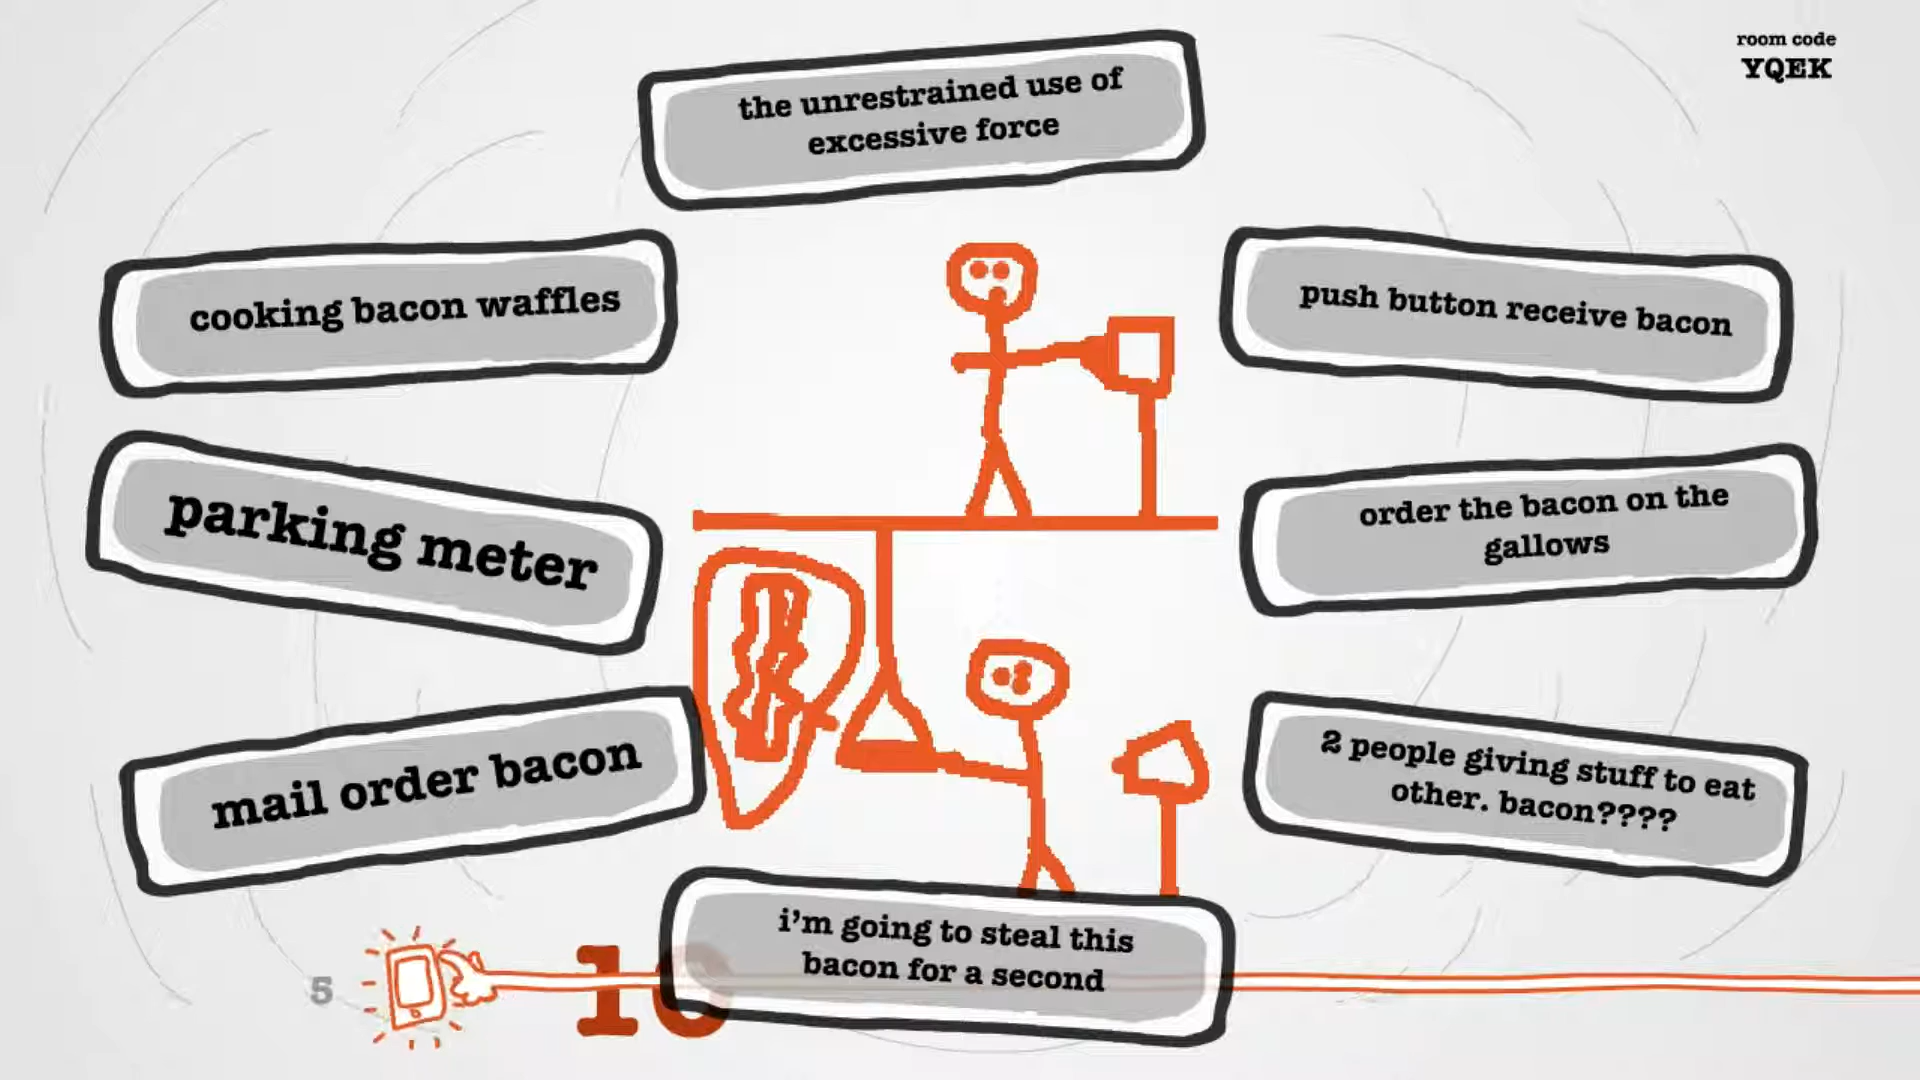 room code
YQEK
the unrestrained use of
excessive force
cooking bacon waffles
push button receive bacon
parking meter
order the bacon on the
gallows
mail order bacon
2 people giving stuff to eat
other. bacon????
i'm going to steal this
bacon for a second
5